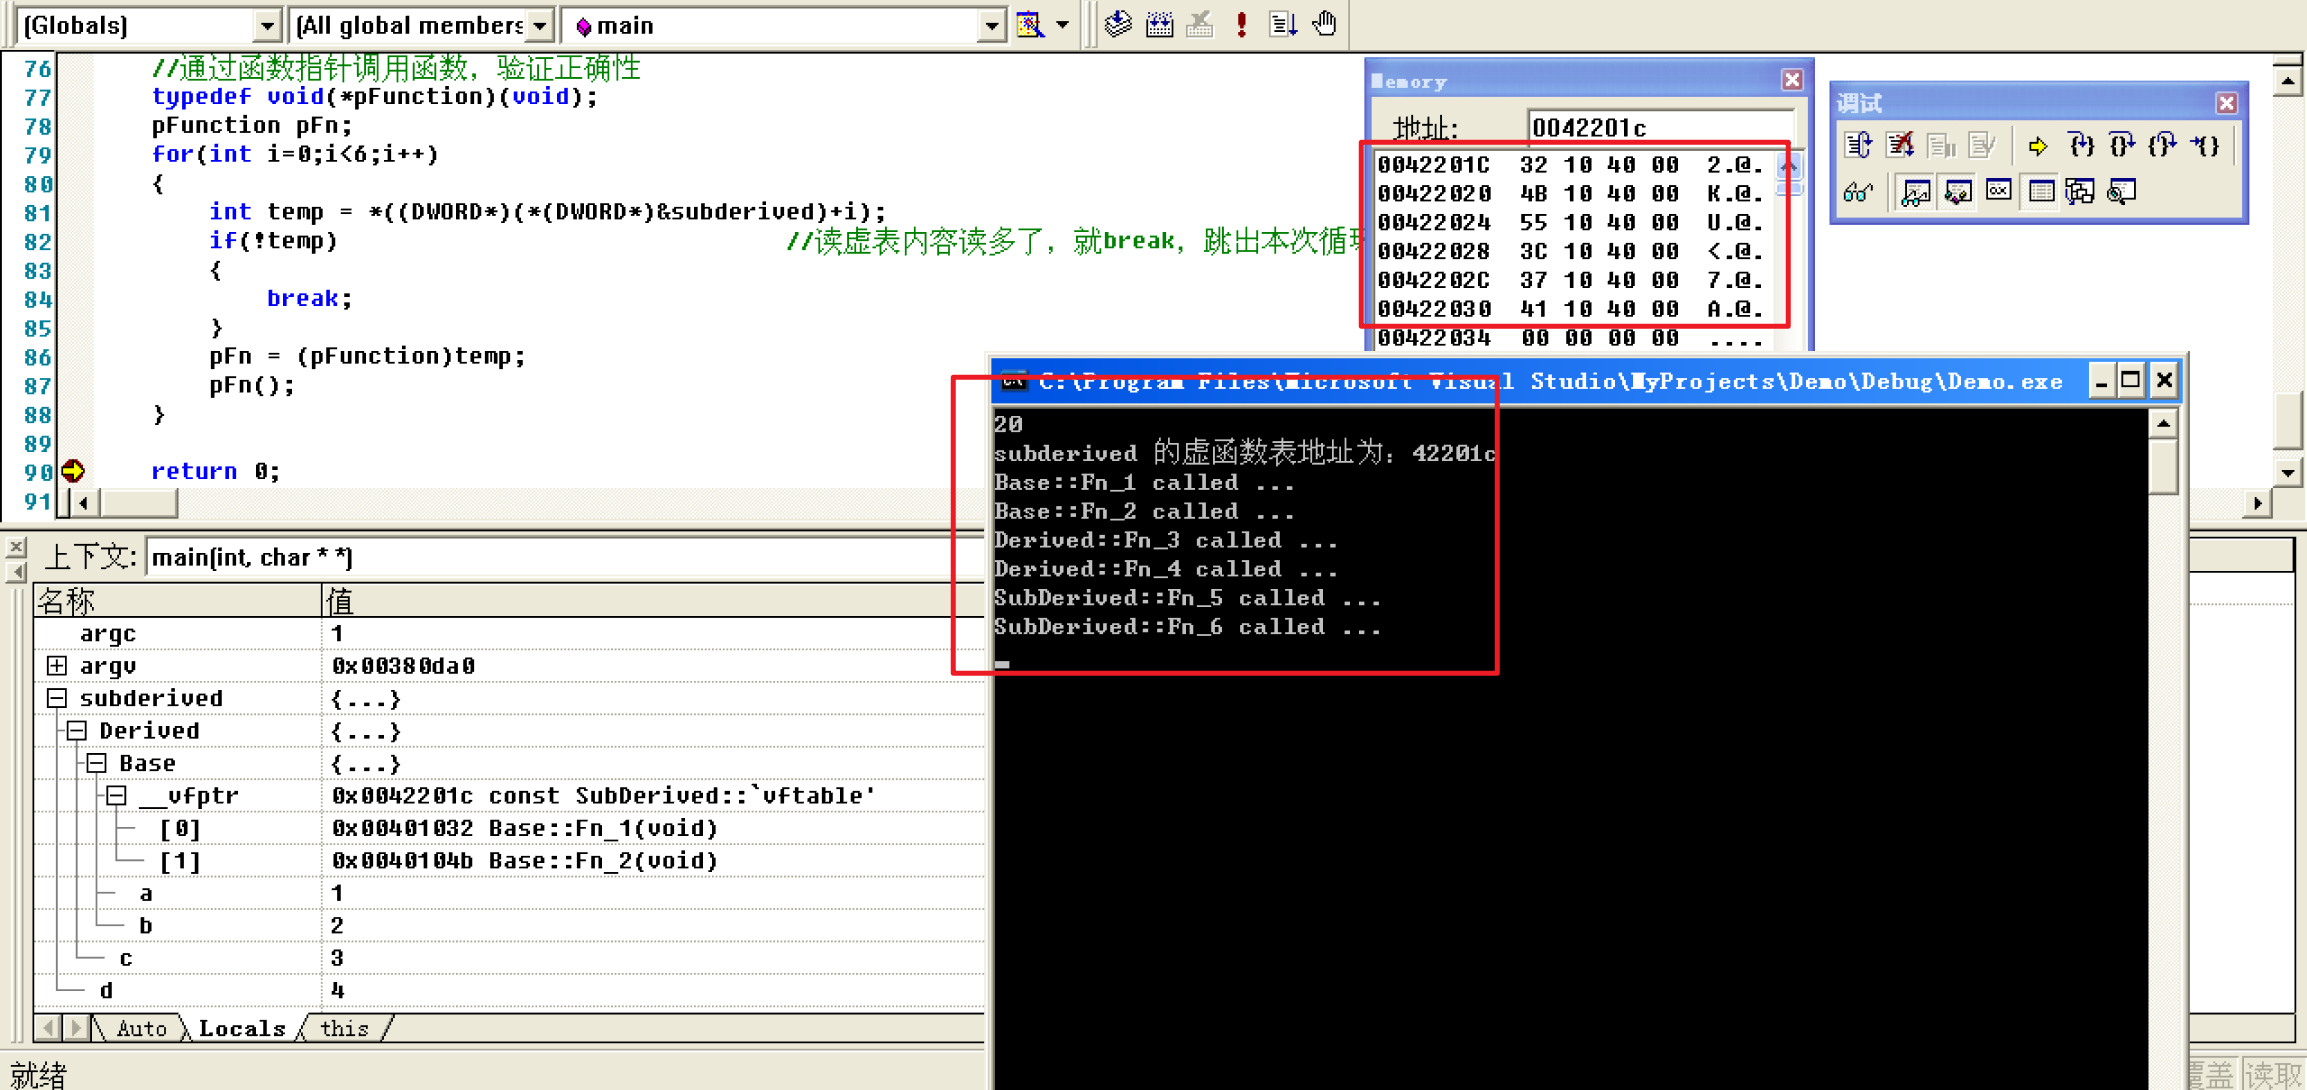 (Globals) (All global members main
76 //通过函数指针调用函数，验证正确性
77 typedef void(*pFunction)(void);
78 pFunction pFn;
79 for(int i=0;i<6;i++)
80 {
81 int temp = *((DWORD*)(*(DWORD*)&subderived)+i);
82 if(!temp) //读虚表内容读多了，就break，跳出本次循环
83 {
84 break;
85 }
86 pFn = (pFunction)temp;
87 pFn();
88 }
89
90 return 0;
91
Memory
地址: 0042201c
0042201C 32 10 40 00 2.@.
00422020 4B 10 40 00 K.@.
00422024 55 10 40 00 U.@.
00422028 3C 10 40 00 <.@.
0042202C 37 10 40 00 7.@.
00422030 41 10 40 00 A.@.
00422034 00 00 00 00 ....
调试
C:\Program Files\Microsoft Visual Studio\MyProjects\Demo\Debug\Demo.exe
20
subderived 的虚函数表地址为：42201c
Base::Fn_1 called ...
Base::Fn_2 called ...
Derived::Fn_3 called ...
Derived::Fn_4 called ...
SubDerived::Fn_5 called ...
SubDerived::Fn_6 called ...
上下文: main(int, char * *)
名称 值
argc 1
argv 0x00380da0
subderived {...}
Derived {...}
Base {...}
__vfptr 0x0042201c const SubDerived::`vftable'
[0] 0x00401032 Base::Fn_1(void)
[1] 0x0040104b Base::Fn_2(void)
a 1
b 2
c 3
d 4
Auto Locals this
就绪 覆盖 读取